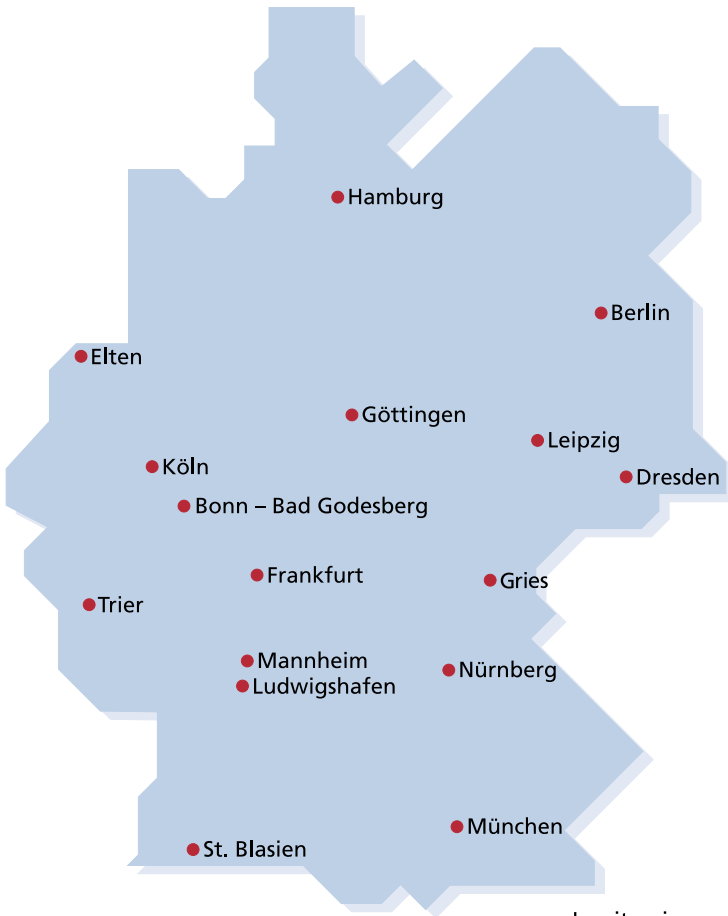 Hamburg
Berlin
Elten
Göttingen
Leipzig
Köln
Dresden
Bonn – Bad Godesberg
Frankfurt
Gries
Trier
Mannheim
Nürnberg
Ludwigshafen
München
St. Blasien